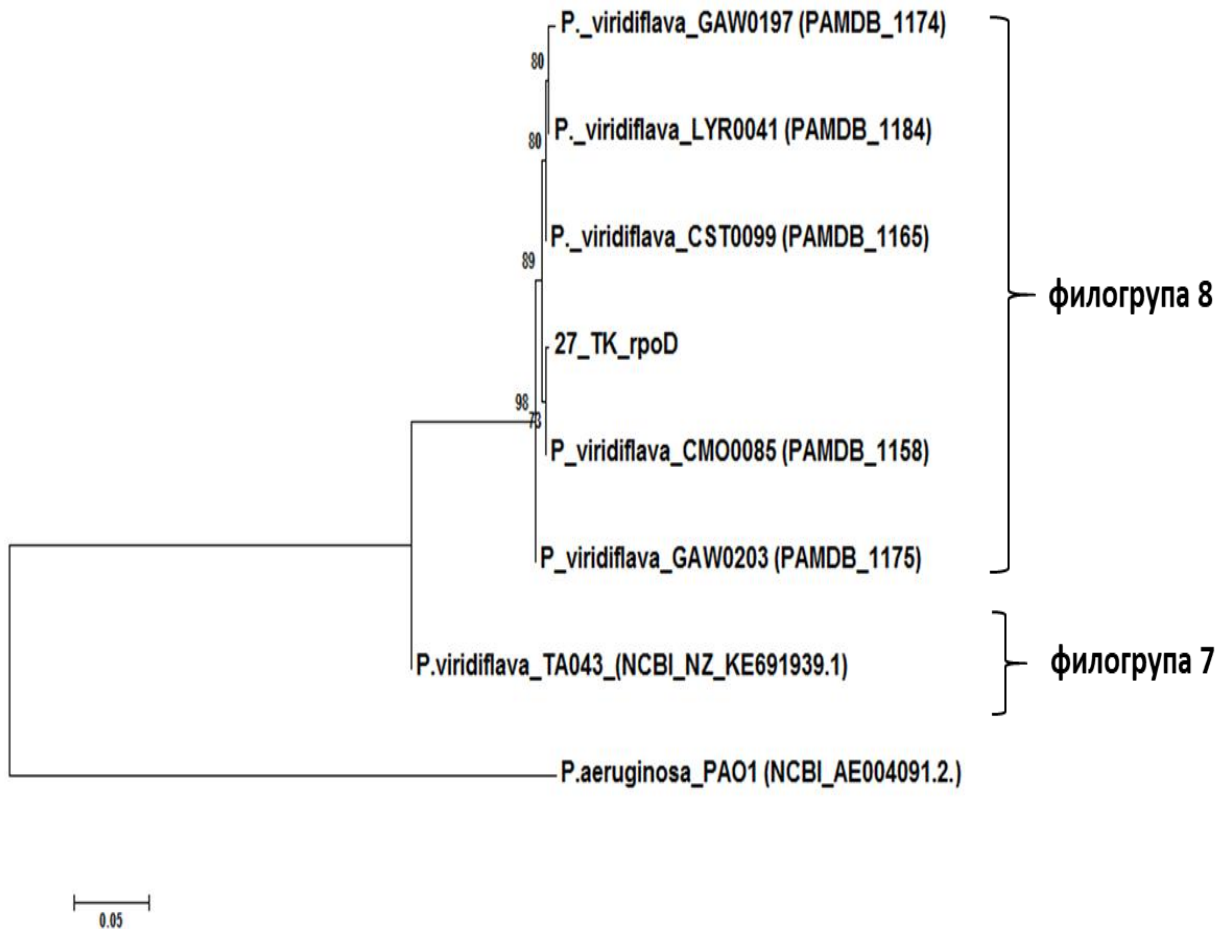 P._viridiflava_GAW0197 (PAMDB_1174)
80
P._viridiflava_LYR0041 (PAMDB_1184)
80
P._viridiflava_CST0099 (PAMDB_1165)
89
филогрупа 8
27_TK_rpoD
98
73
P_viridiflava_CMO0085 (PAMDB_1158)
P_viridiflava_GAW0203 (PAMDB_1175)
P.viridiflava_TA043_(NCBI_NZ_KE691939.1)
филогрупа 7
P.aeruginosa_PAO1 (NCBI_AE004091.2.)
0.05